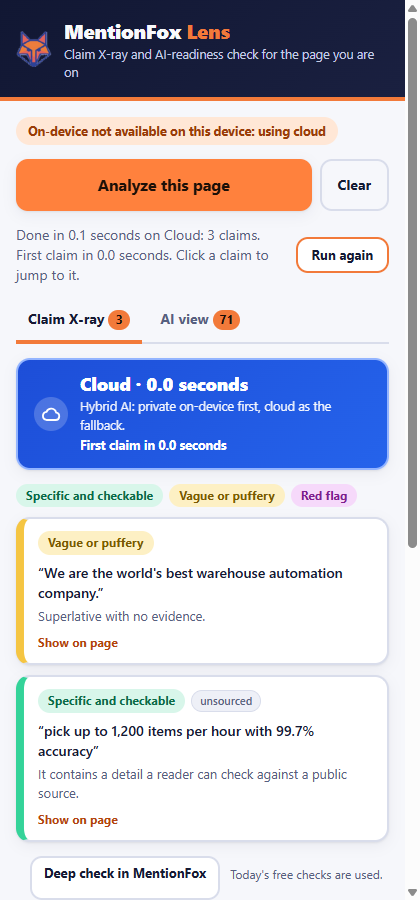 MentionFox Lens
Claim X-ray and AI-readiness check for the page you are
on
On-device not available on this device: using cloud
Analyze this page
Clear
Done in 0.1 seconds on Cloud: 3 claims.
First claim in 0.0 seconds. Click a claim to
jump to it.
Run again
Claim X-ray 3
AI view 71
Cloud · 0.0 seconds
Hybrid AI: private on-device first, cloud as the
fallback.
First claim in 0.0 seconds
Specific and checkable
Vague or puffery
Red flag
Vague or puffery
“We are the world's best warehouse automation
company.”
Superlative with no evidence.
Show on page
Specific and checkable
unsourced
“pick up to 1,200 items per hour with 99.7%
accuracy”
It contains a detail a reader can check against a public
source.
Show on page
Deep check in MentionFox
Today's free checks are used.